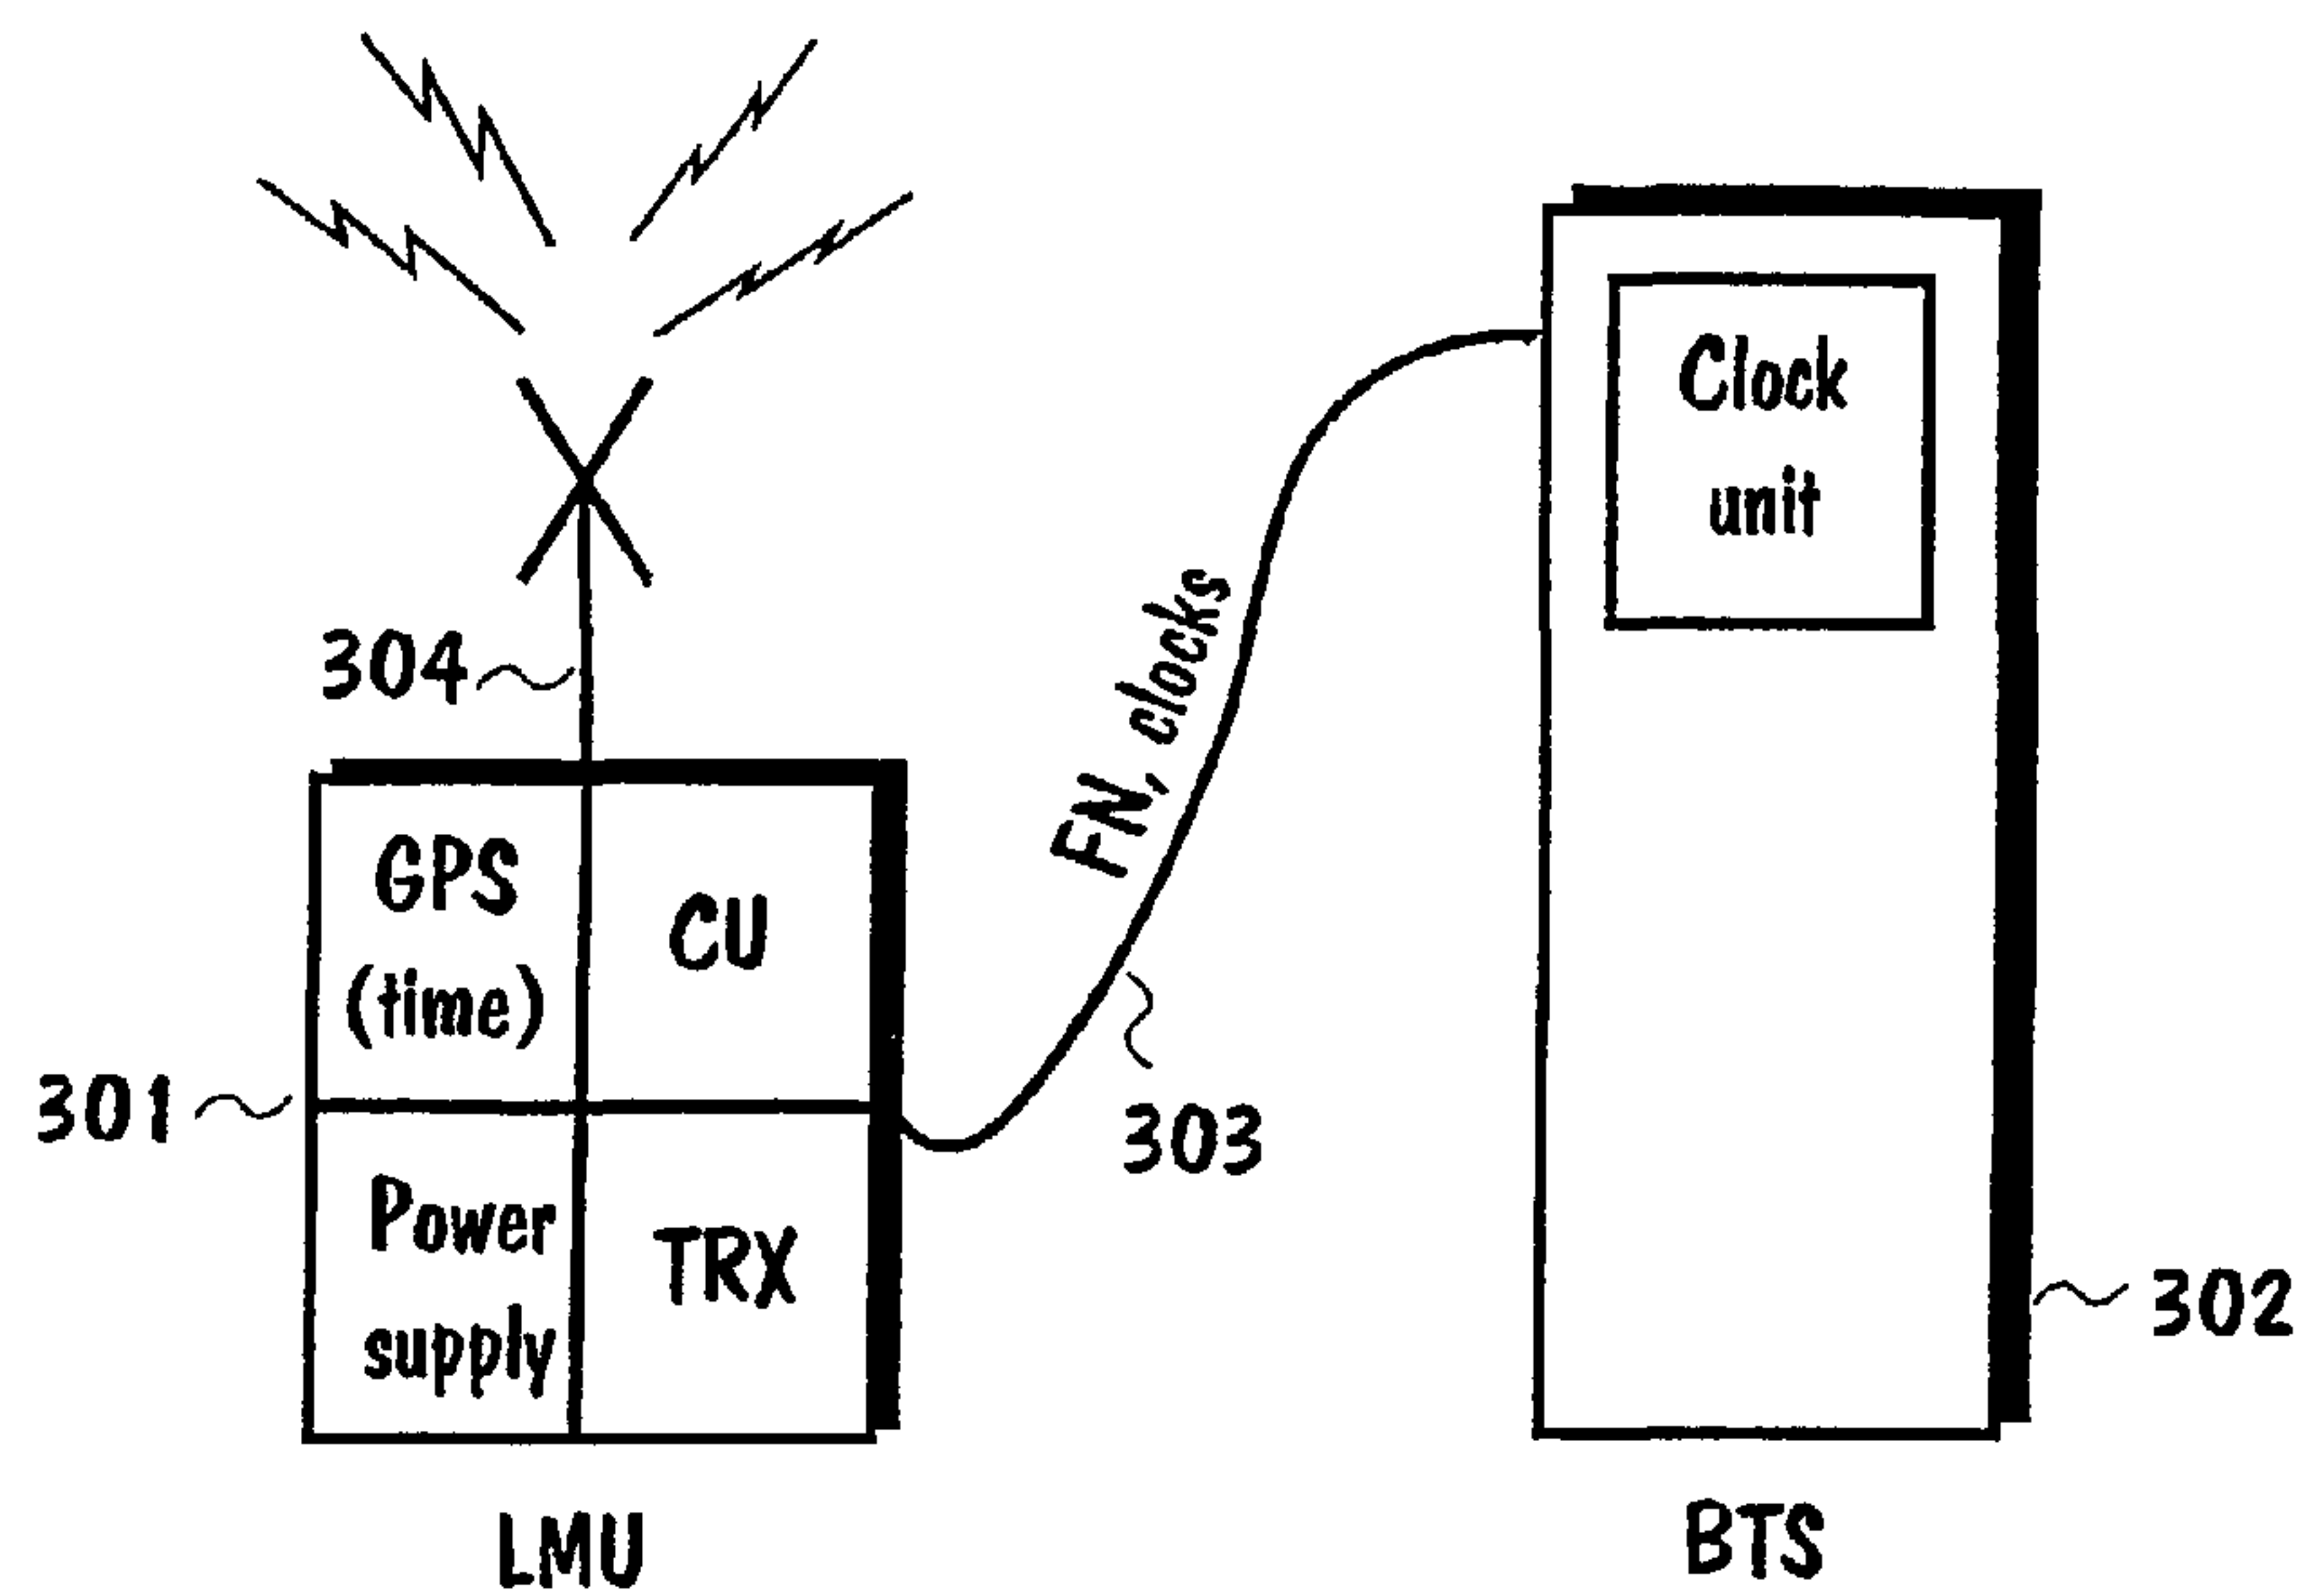 Clock
unit
FN, clocks
304
GPS
(time)
CU
301
303
Power
supply
TRX
302
LMU
BTS